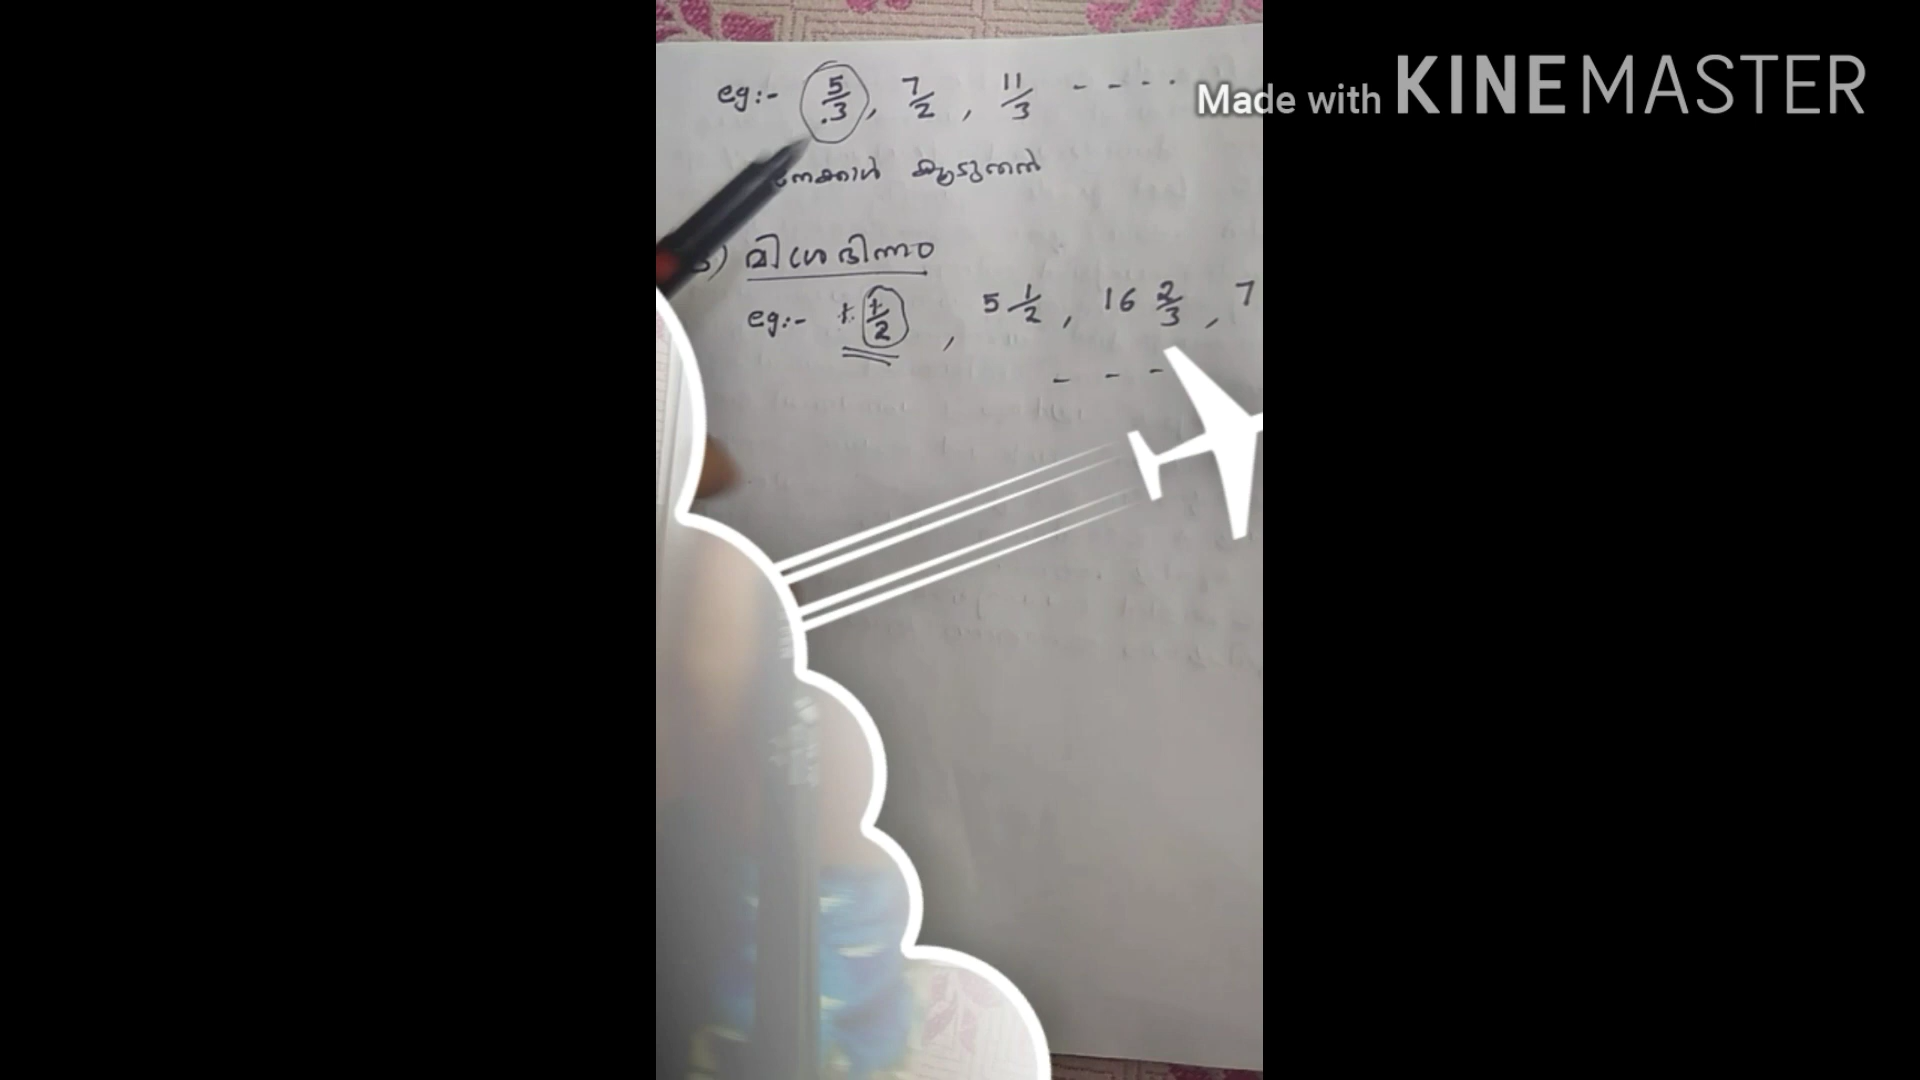 eg:- 5/3, 7/2, 11/3 - - - -
Made with KINEMASTER
കൂടുതൽ
eg:- 1 1/2, 5 1/2, 16 2/3, 7
- - -